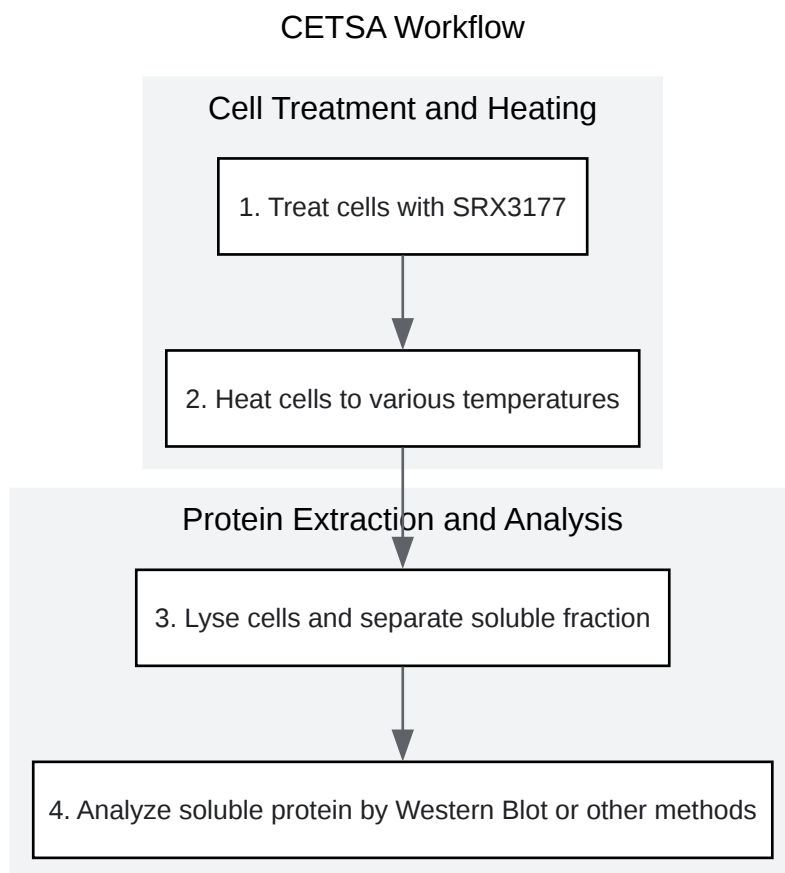 CETSA Workflow
Cell Treatment and Heating
1. Treat cells with SRX3177
2. Heat cells to various temperatures
Protein Extraction and Analysis
3. Lyse cells and separate soluble fraction
4. Analyze soluble protein by Western Blot or other methods